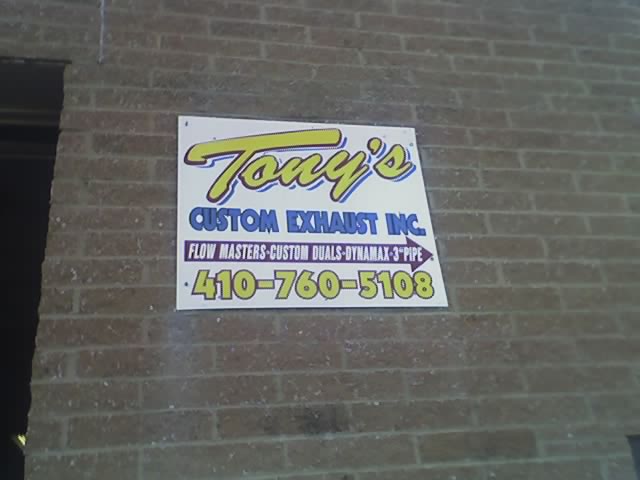 Tony's
CUSTOM EXHAUST INC.
FLOW MASTERS-CUSTOM DUALS-DYNAMAX-3"PIPE
410-760-5108